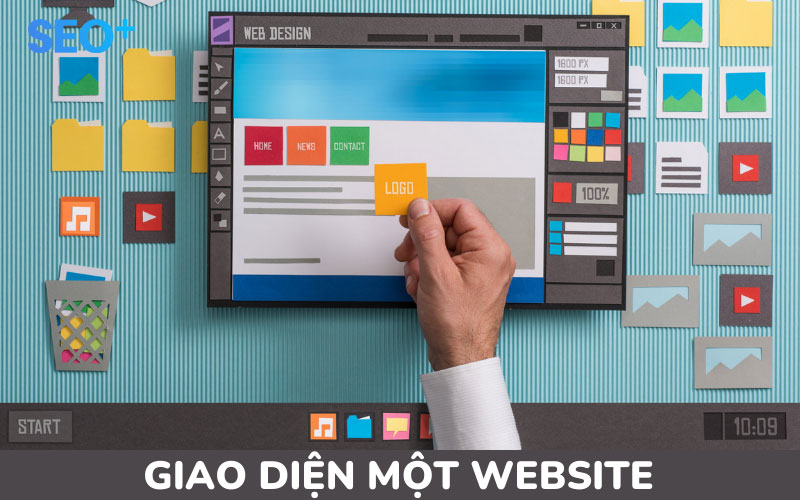 SEO+
WEB DESIGN
1600 PX
1600 PX
HOME
NEWS
CONTACT
LOGO
100%
START
10:09
GIAO DIỆN MỘT WEBSITE